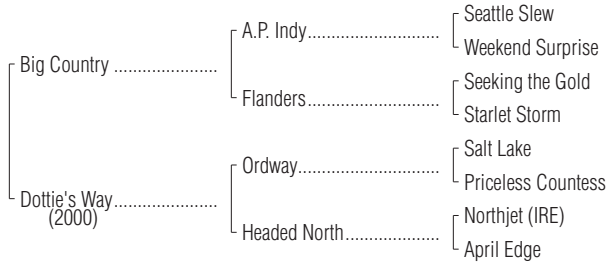 Seattle Slew
A.P. Indy..............................
Weekend Surprise
Big Country ........................
Seeking the Gold
Flanders...............................
Starlet Storm
Salt Lake
Ordway.................................
Priceless Countess
Dottie's Way........................
(2000)
Northjet (IRE)
Headed North......................
April Edge